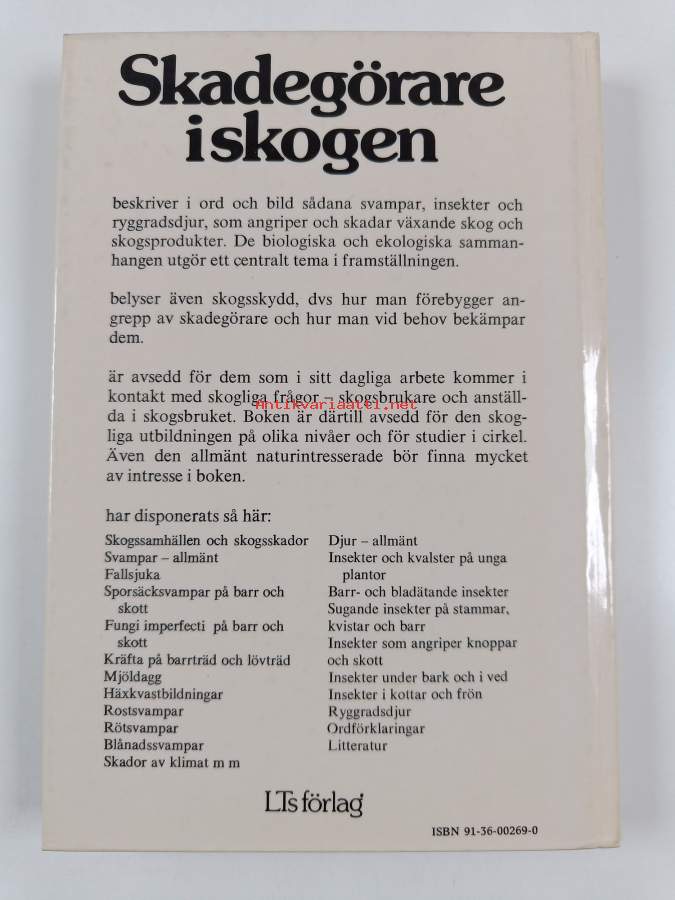 Skadegörare
i skogen
beskriver i ord och bild sådana svampar, insekter och
ryggradsdjur, som angriper och skadar växande skog och
skogsprodukter. De biologiska och ekologiska samman-
hangen utgör ett centralt tema i framställningen.
belyser även skogsskydd, dvs hur man förebygger an-
grepp av skadegörare och hur man vid behov bekämpar
dem.
är avsedd för dem som i sitt dagliga arbete kommer i
kontakt med skogliga frågor – skogsbrukare och anställ-
Antikvariaatti.net
da i skogsbruket. Boken är därtill avsedd för den skog-
liga utbildningen på olika nivåer och för studier i cirkel.
Även den allmänt naturintresserade bör finna mycket
av intresse i boken.
har disponerats så här:
Skogssamhällen och skogsskador
Svampar – allmänt
Fallsjuka
Sporsäcksvampar på barr och
skott
Fungi imperfecti på barr och
skott
Kräfta på barrträd och lövträd
Mjöldagg
Häxkvastbildningar
Rostsvampar
Rötsvampar
Blånadssvampar
Skador av klimat m m
Djur – allmänt
Insekter och kvalster på unga
plantor
Barr- och bladätande insekter
Sugande insekter på stammar,
kvistar och barr
Insekter som angriper knoppar
och skott
Insekter under bark och i ved
Insekter i kottar och frön
Ryggradsdjur
Ordförklaringar
Litteratur
LTs förlag
ISBN 91-36-00269-0